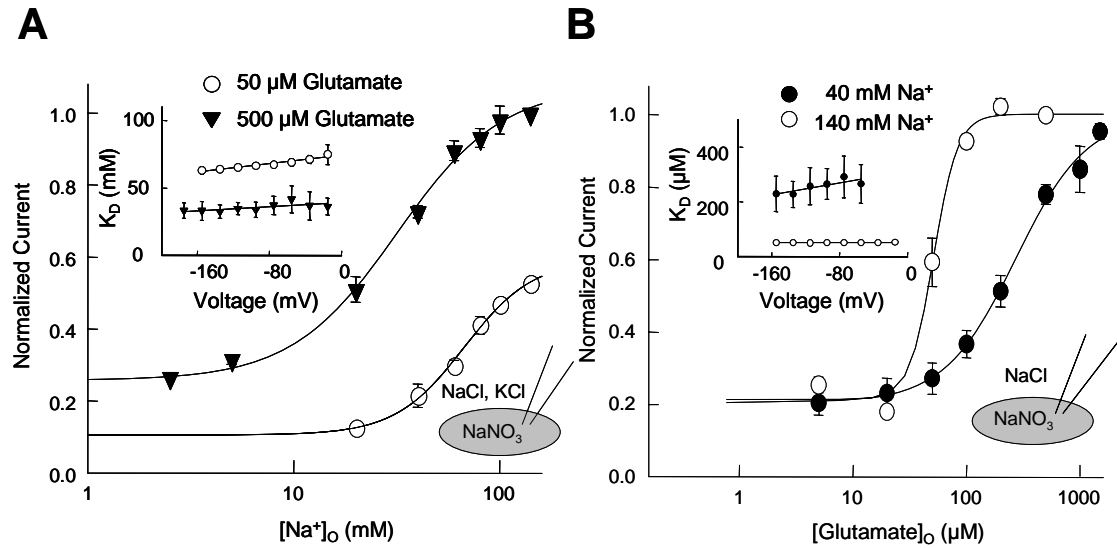 A
50 µM Glutamate
500 µM Glutamate
Normalized Current
1.0
0.8
0.6
0.4
0.2
0.0
1
10
100
[Na⁺]O (mM)
KD (mM)
100
50
0
-160
-80
0
Voltage (mV)
NaCl, KCl
NaNO₃
B
40 mM Na⁺
140 mM Na⁺
Normalized Current
1.0
0.8
0.6
0.4
0.2
0.0
1
10
100
1000
[Glutamate]O (µM)
KD (µM)
400
200
0
-160
-80
0
Voltage (mV)
NaCl
NaNO₃